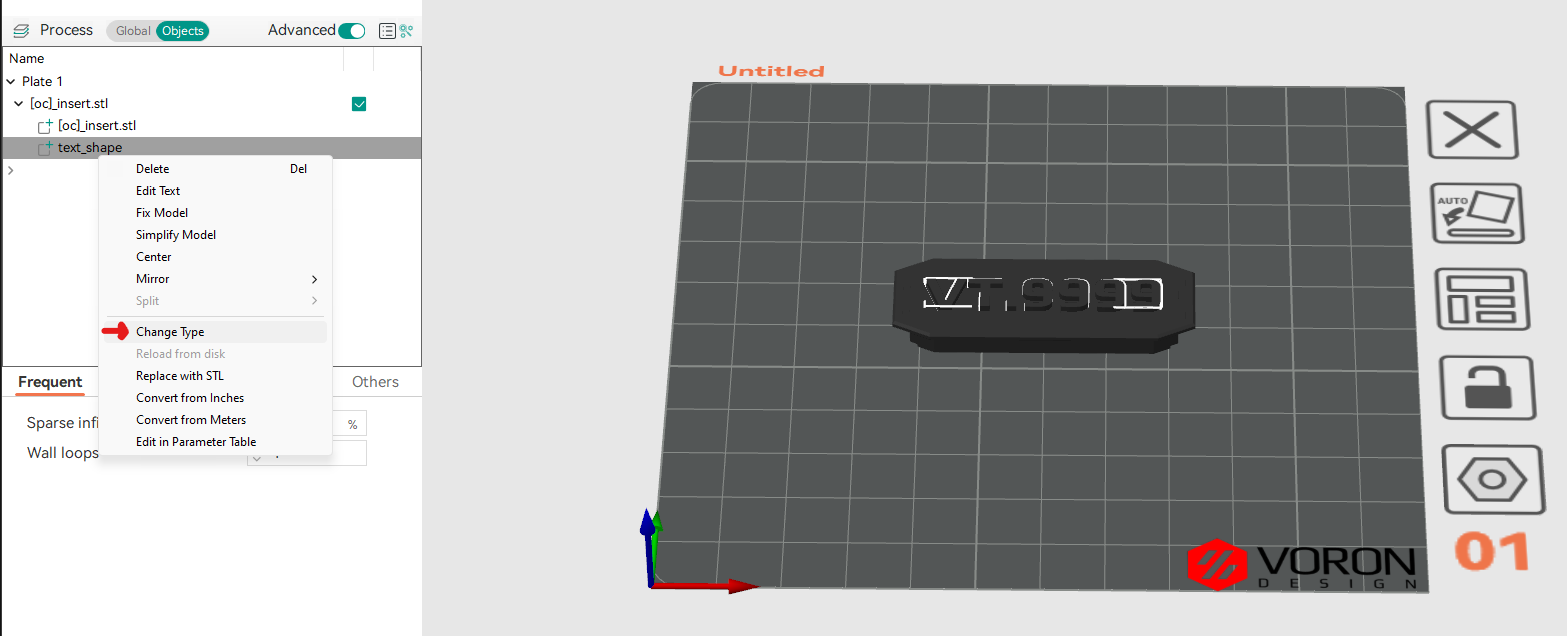 Process Global Objects Advanced
Name
Plate 1
[oc]_insert.stl
[oc]_insert.stl
text_shape
Delete Del
Edit Text
Fix Model
Simplify Model
Center
Mirror
Split
Change Type
Reload from disk
Replace with STL
Convert from Inches
Convert from Meters
Edit in Parameter Table
Frequent Others
Sparse infi %
Wall loops
Untitled
AUTO
VT.9999
VORON
DESIGN
01